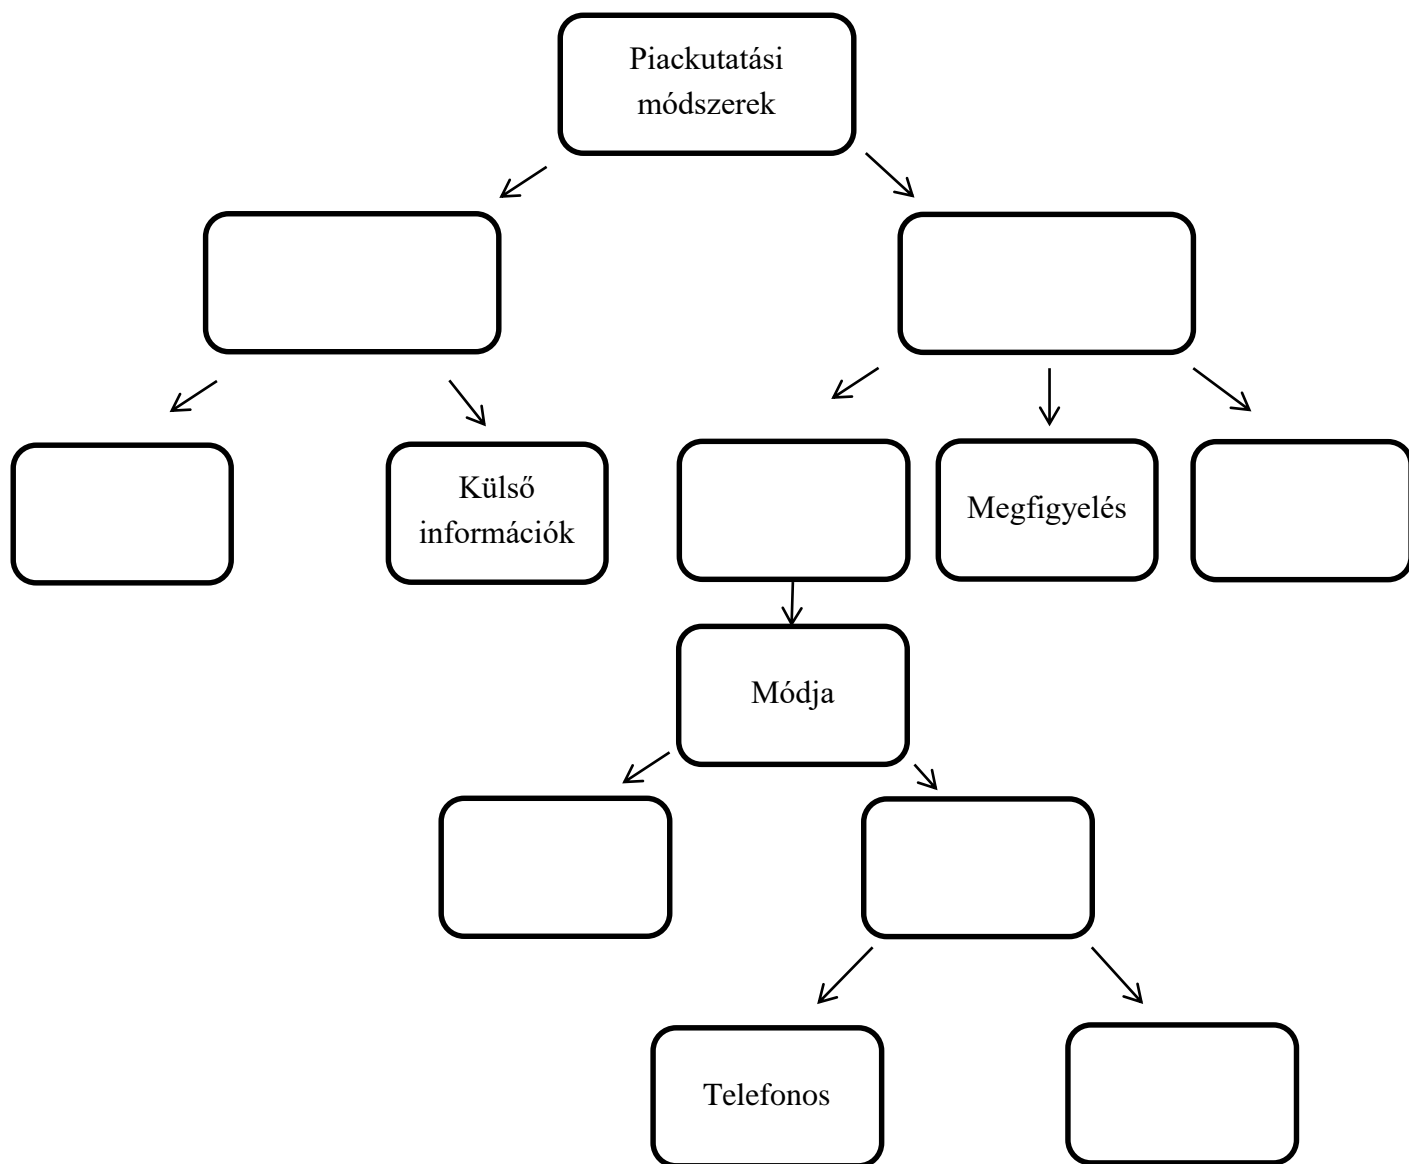 Piackutatási
módszerek
Külső
információk
Megfigyelés
Módja
Telefonos